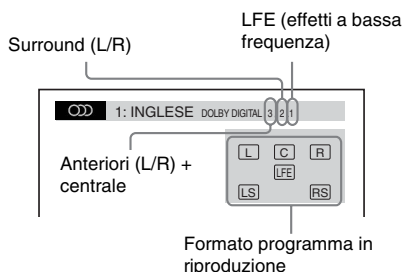 LFE (effetti a bassa
frequenza)
Surround (L/R)
1: INGLESE DOLBY DIGITAL 3 2 1
Anteriori (L/R) +
centrale
L C R
LFE
LS RS
Formato programma in
riproduzione